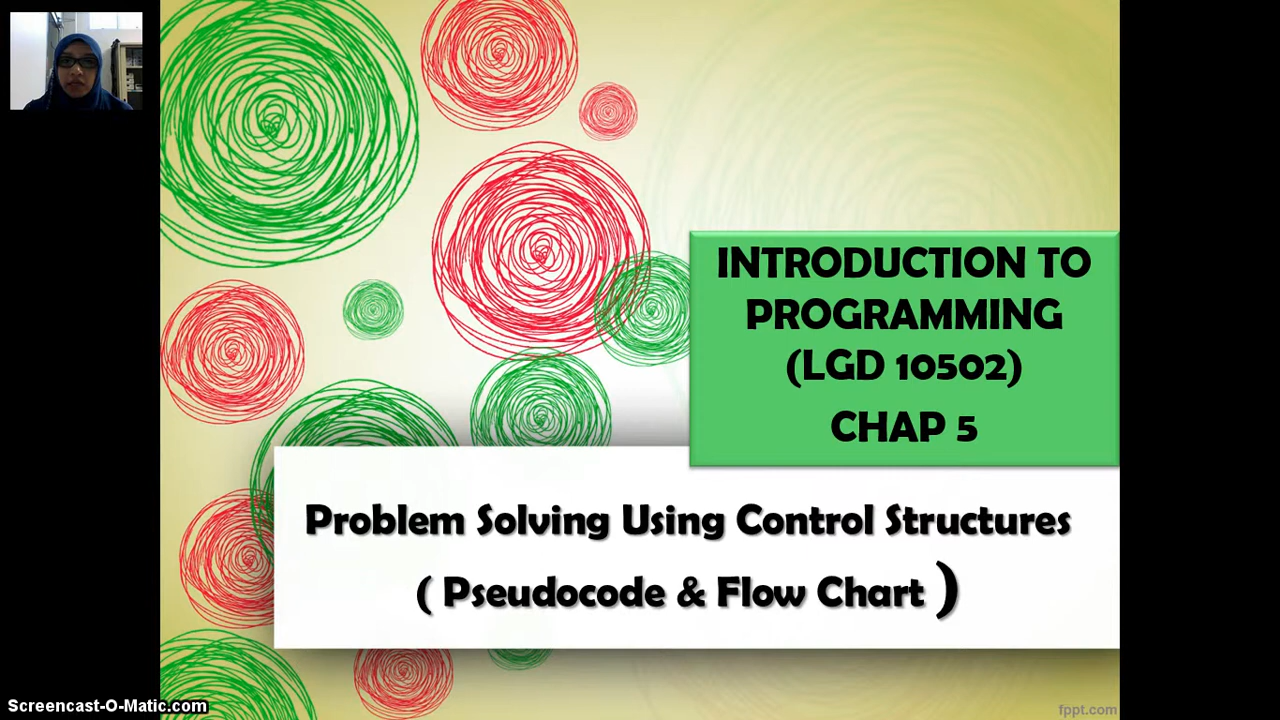 INTRODUCTION TO
PROGRAMMING
(LGD 10502)
CHAP 5
Problem Solving Using Control Structures
( Pseudocode & Flow Chart )
Screencast-O-Matic.com
fppt.com